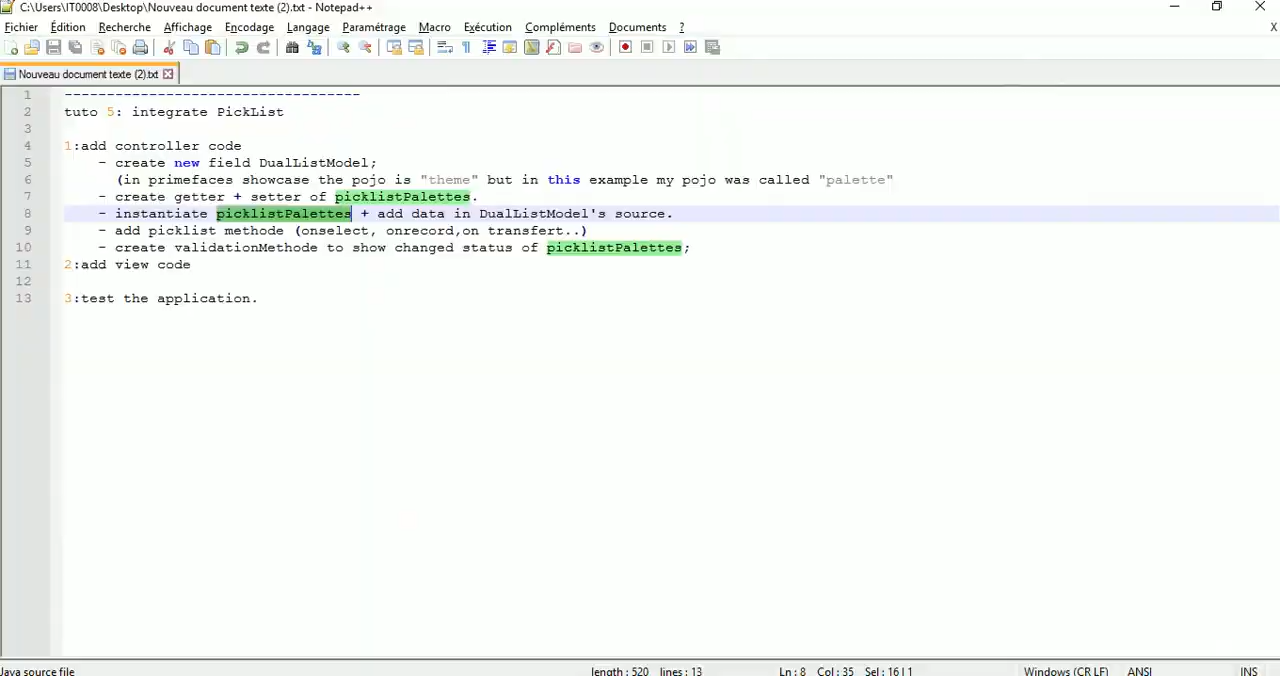 C:\Users\IT0008\Desktop\Nouveau document texte (2).txt - Notepad++
Fichier Édition Recherche Affichage Encodage Langage Paramétrage Macro Exécution Compléments Documents ? X
Nouveau document texte (2).txt
1 -----------------------------------
2 tuto 5: integrate PickList
3
4 1:add controller code
5 - create new field DualListModel;
6 (in primefaces showcase the pojo is "theme" but in this example my pojo was called "palette"
7 - create getter + setter of picklistPalettes.
8 - instantiate picklistPalettes + add data in DualListModel's source.
9 - add picklist methode (onselect, onrecord,on transfert..)
10 - create validationMethode to show changed status of picklistPalettes;
11 2:add view code
12
13 3:test the application.
Java source file length : 520 lines : 13 Ln : 8 Col : 35 Sel : 16 | 1 Windows (CR LF) ANSI INS